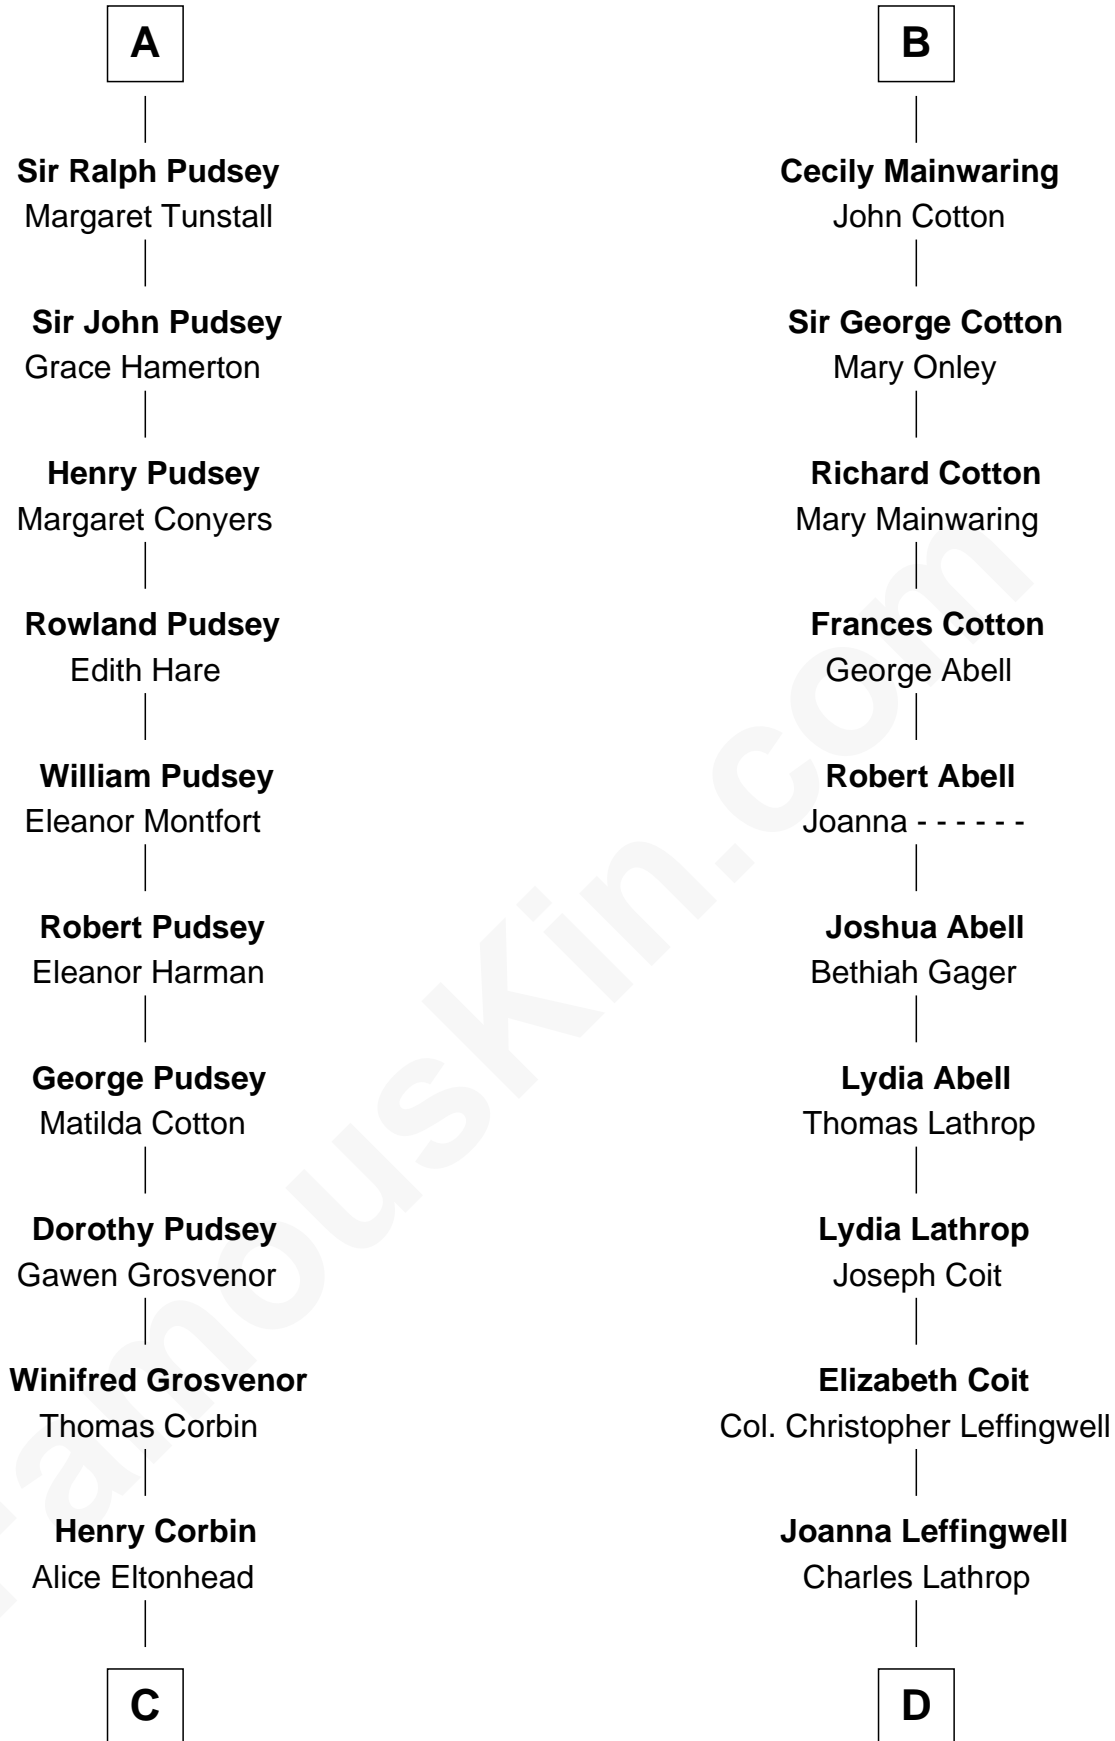 A
Sir Ralph Pudsey
Margaret Tunstall
Sir John Pudsey
Grace Hamerton
Henry Pudsey
Margaret Conyers
Rowland Pudsey
Edith Hare
William Pudsey
Eleanor Montfort
Robert Pudsey
Eleanor Harman
George Pudsey
Matilda Cotton
Dorothy Pudsey
Gawen Grosvenor
Winifred Grosvenor
Thomas Corbin
Henry Corbin
Alice Eltonhead
C
B
Cecily Mainwaring
John Cotton
Sir George Cotton
Mary Onley
Richard Cotton
Mary Mainwaring
Frances Cotton
George Abell
Robert Abell
Joanna - - - - - -
Joshua Abell
Bethiah Gager
Lydia Abell
Thomas Lathrop
Lydia Lathrop
Joseph Coit
Elizabeth Coit
Col. Christopher Leffingwell
Joanna Leffingwell
Charles Lathrop
D
FamousKin.com